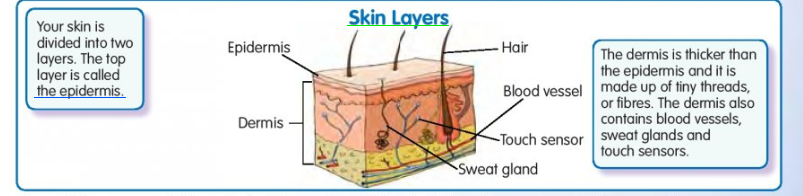 Skin Layers
Your skin is
divided into two
layers. The top
layer is called
the epidermis.
Epidermis
Hair
Blood vessel
Dermis
Touch sensor
Sweat gland
The dermis is thicker than
the epidermis and it is
made up of tiny threads,
or fibres. The dermis also
contains blood vessels,
sweat glands and
touch sensors.